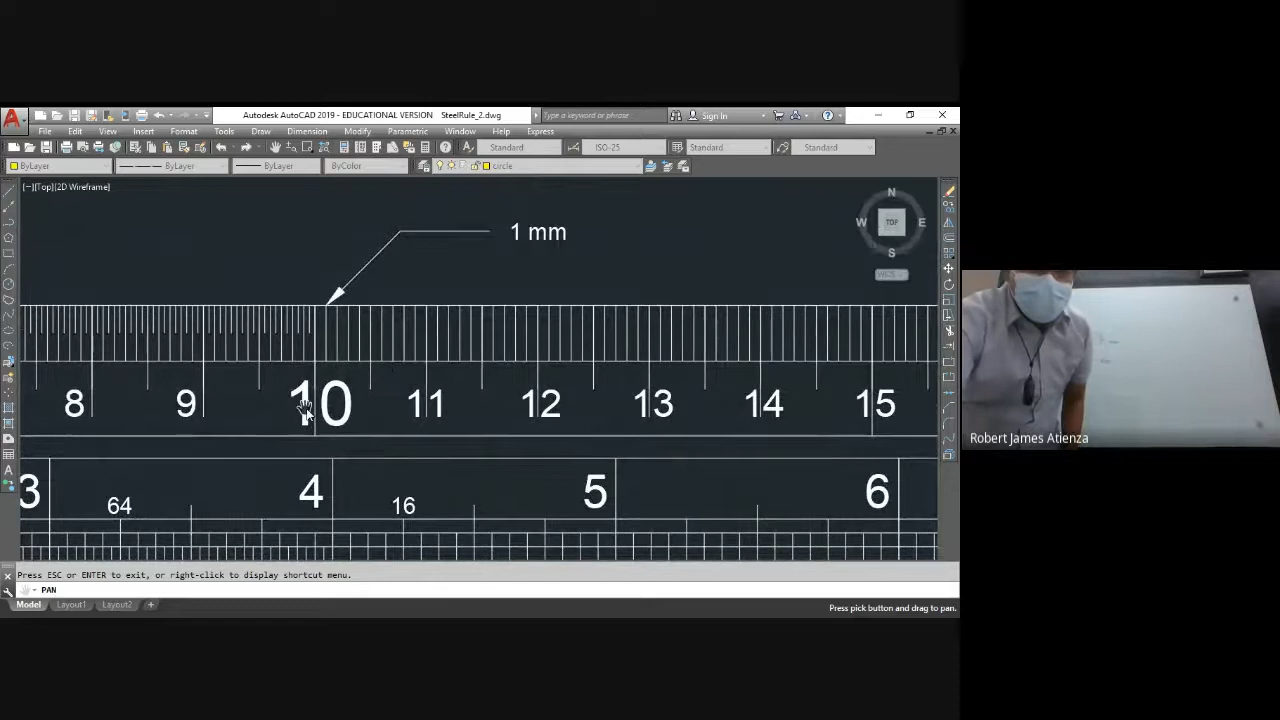 Autodesk AutoCAD 2019 - EDUCATIONAL VERSION SteelRule_2.dwg
Type a keyword or phrase
Sign In
File Edit View Insert Format Tools Draw Dimension Modify Parametric Window Help Express
Standard ISO-25 Standard Standard
ByLayer ByLayer ByLayer ByColor circle
[−][Top][2D Wireframe]
N
W TOP E
S
WCS
1 mm
8 9 10 11 12 13 14 15
3 4 5 6
64 16
Press ESC or ENTER to exit, or right-click to display shortcut menu.
PAN
Model Layout1 Layout2 +
Press pick button and drag to pan.
Robert James Atienza